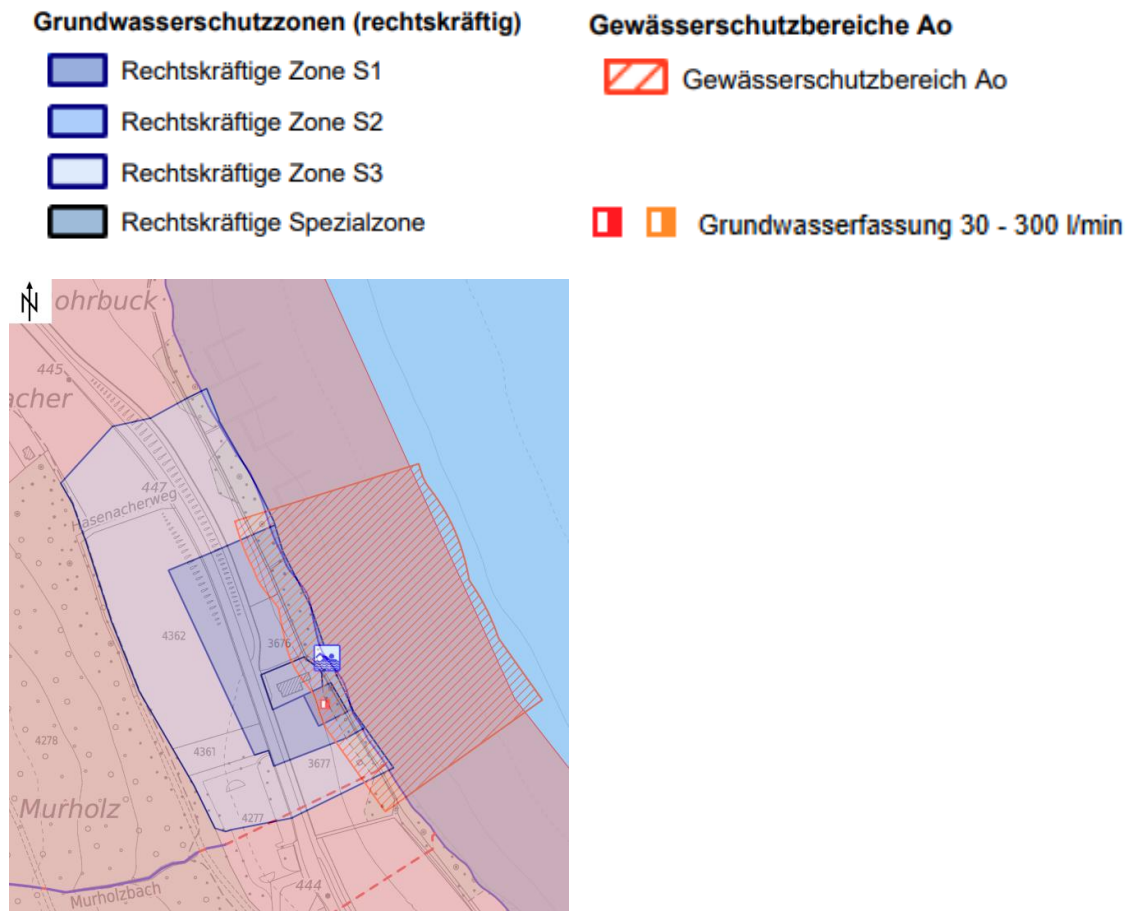 Grundwasserschutzzonen (rechtskräftig)
Rechtskräftige Zone S1
Rechtskräftige Zone S2
Rechtskräftige Zone S3
Rechtskräftige Spezialzone
Gewässerschutzbereiche Ao
Gewässerschutzbereich Ao
Grundwasserfassung 30 - 300 l/min
N
ohrbuck
445
acher
447
Hasenacherweg
4362
3676
4278
4361
3677
Murholz
4277
444
Murholzbach